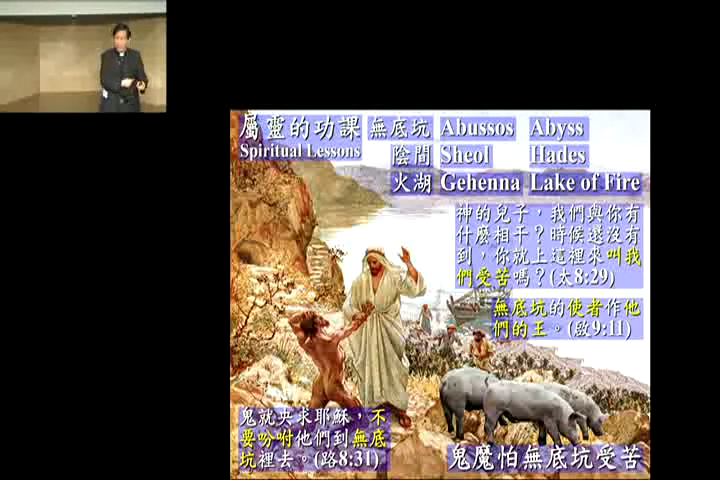 屬靈的功課 無底坑 Abussos Abyss
Spiritual Lessons 陰間 Sheol Hades
火湖 Gehenna Lake of Fire
神的兒子，我們與你有
什麼相干？時候還沒有
到，你就上這裡來叫我
們受苦嗎？(太8:29)
無底坑的使者作他
們的王。(啟9:11)
鬼就央求耶穌，不
要吩咐他們到無底
坑裡去。(路8:31)
鬼魔怕無底坑受苦